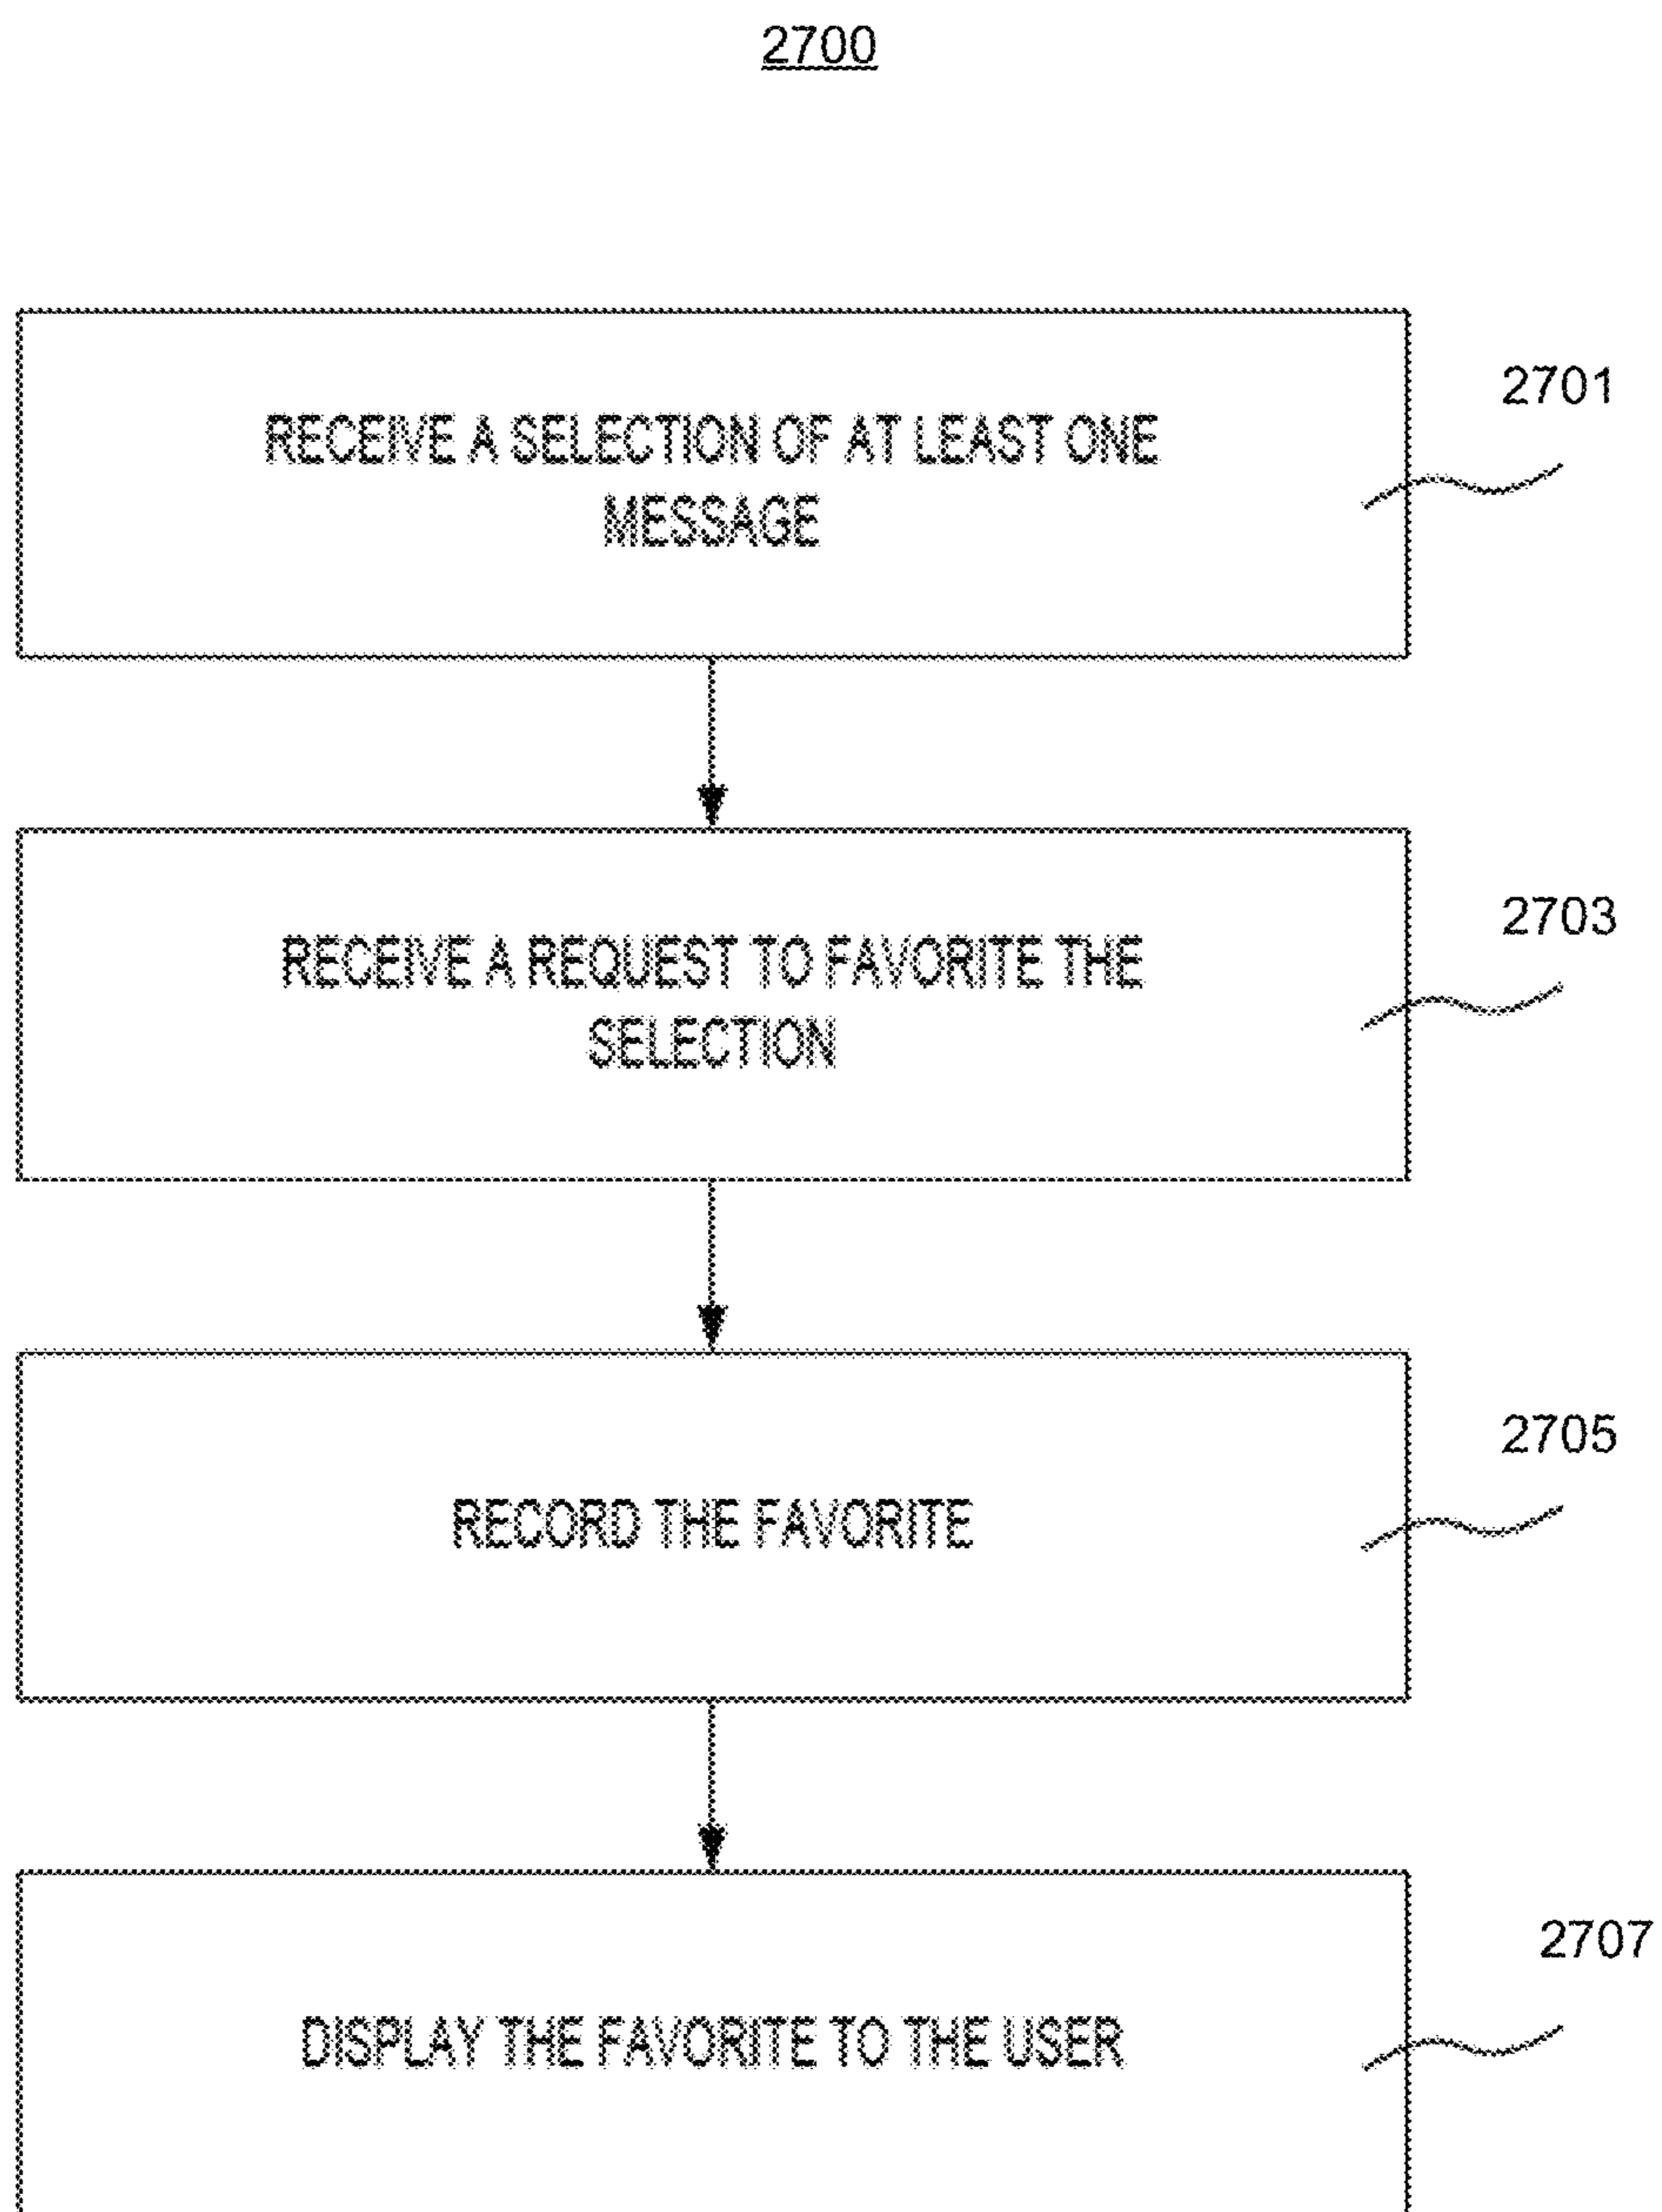 2700
RECEIVE A SELECTION OF AT LEAST ONE
MESSAGE
2701
RECEIVE A REQUEST TO FAVORITE THE
SELECTION
2703
RECORD THE FAVORITE
2705
DISPLAY THE FAVORITE TO THE USER
2707